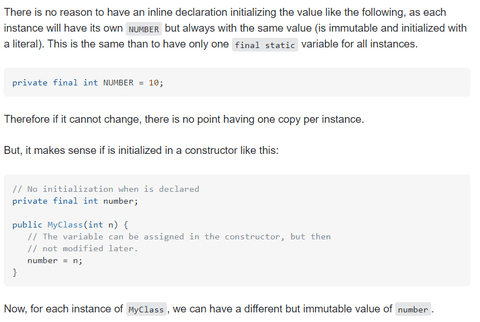 There is no reason to have an inline declaration initializing the value like the following, as each
instance will have its own NUMBER but always with the same value (is immutable and initialized with
a literal). This is the same than to have only one final static variable for all instances.
private final int NUMBER = 10;
Therefore if it cannot change, there is no point having one copy per instance.
But, it makes sense if is initialized in a constructor like this:
// No initialization when is declared
private final int number;
public MyClass(int n) {
// The variable can be assigned in the constructor, but then
// not modified later.
number = n;
}
Now, for each instance of MyClass, we can have a different but immutable value of number.